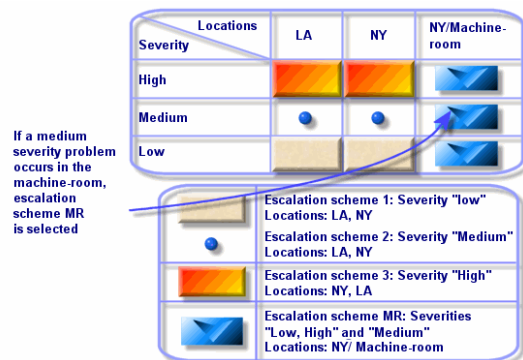 Locations
Severity
LA
NY
NY/Machine-
room
High
Medium
Low
If a medium
severity problem
occurs in the
machine-room,
escalation
scheme MR
is selected
Escalation scheme 1: Severity "low"
Locations: LA, NY
Escalation scheme 2: Severity "Medium"
Locations: LA, NY
Escalation scheme 3: Severity "High"
Locations: NY, LA
Escalation scheme MR: Severities
"Low, High" and "Medium"
Locations: NY/ Machine-room